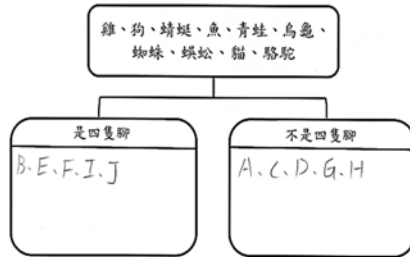 雞、狗、蜻蜓、魚、青蛙、烏龜、
蜘蛛、蜈蚣、貓、駱駝
是四隻腳
B、E、F、I、J
不是四隻腳
A、C、D、G、H